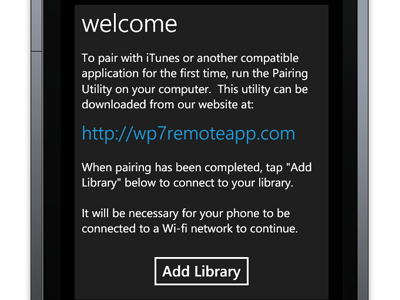 welcome
To pair with iTunes or another compatible
application for the first time, run the Pairing
Utility on your computer.  This utility can be
downloaded from our website at:
http://wp7remoteapp.com
When pairing has been completed, tap "Add
Library" below to connect to your library.
It will be necessary for your phone to be
connected to a Wi-fi network to continue.
Add Library